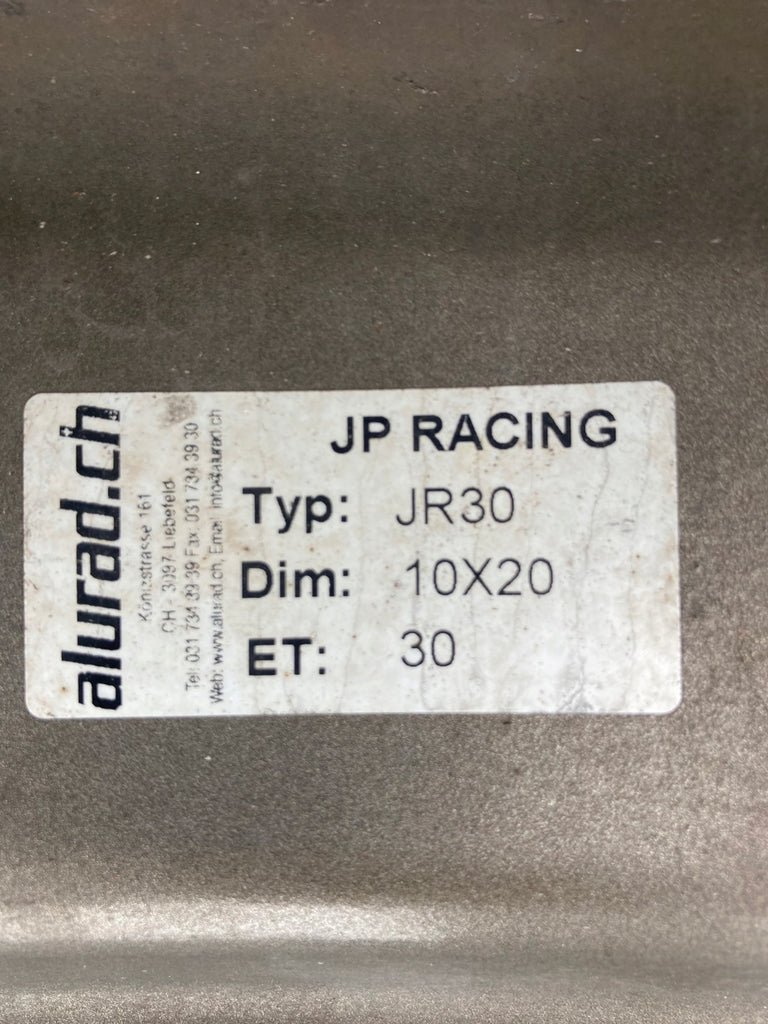 alurad.ch
Könizstrasse 161
CH - 3097 Liebefeld
Tel: 031 734 39 39 Fax: 031 734 39 30
Web: www.alurad.ch, Email: info@alurad.ch
JP RACING
Typ: JR30
Dim: 10X20
ET: 30